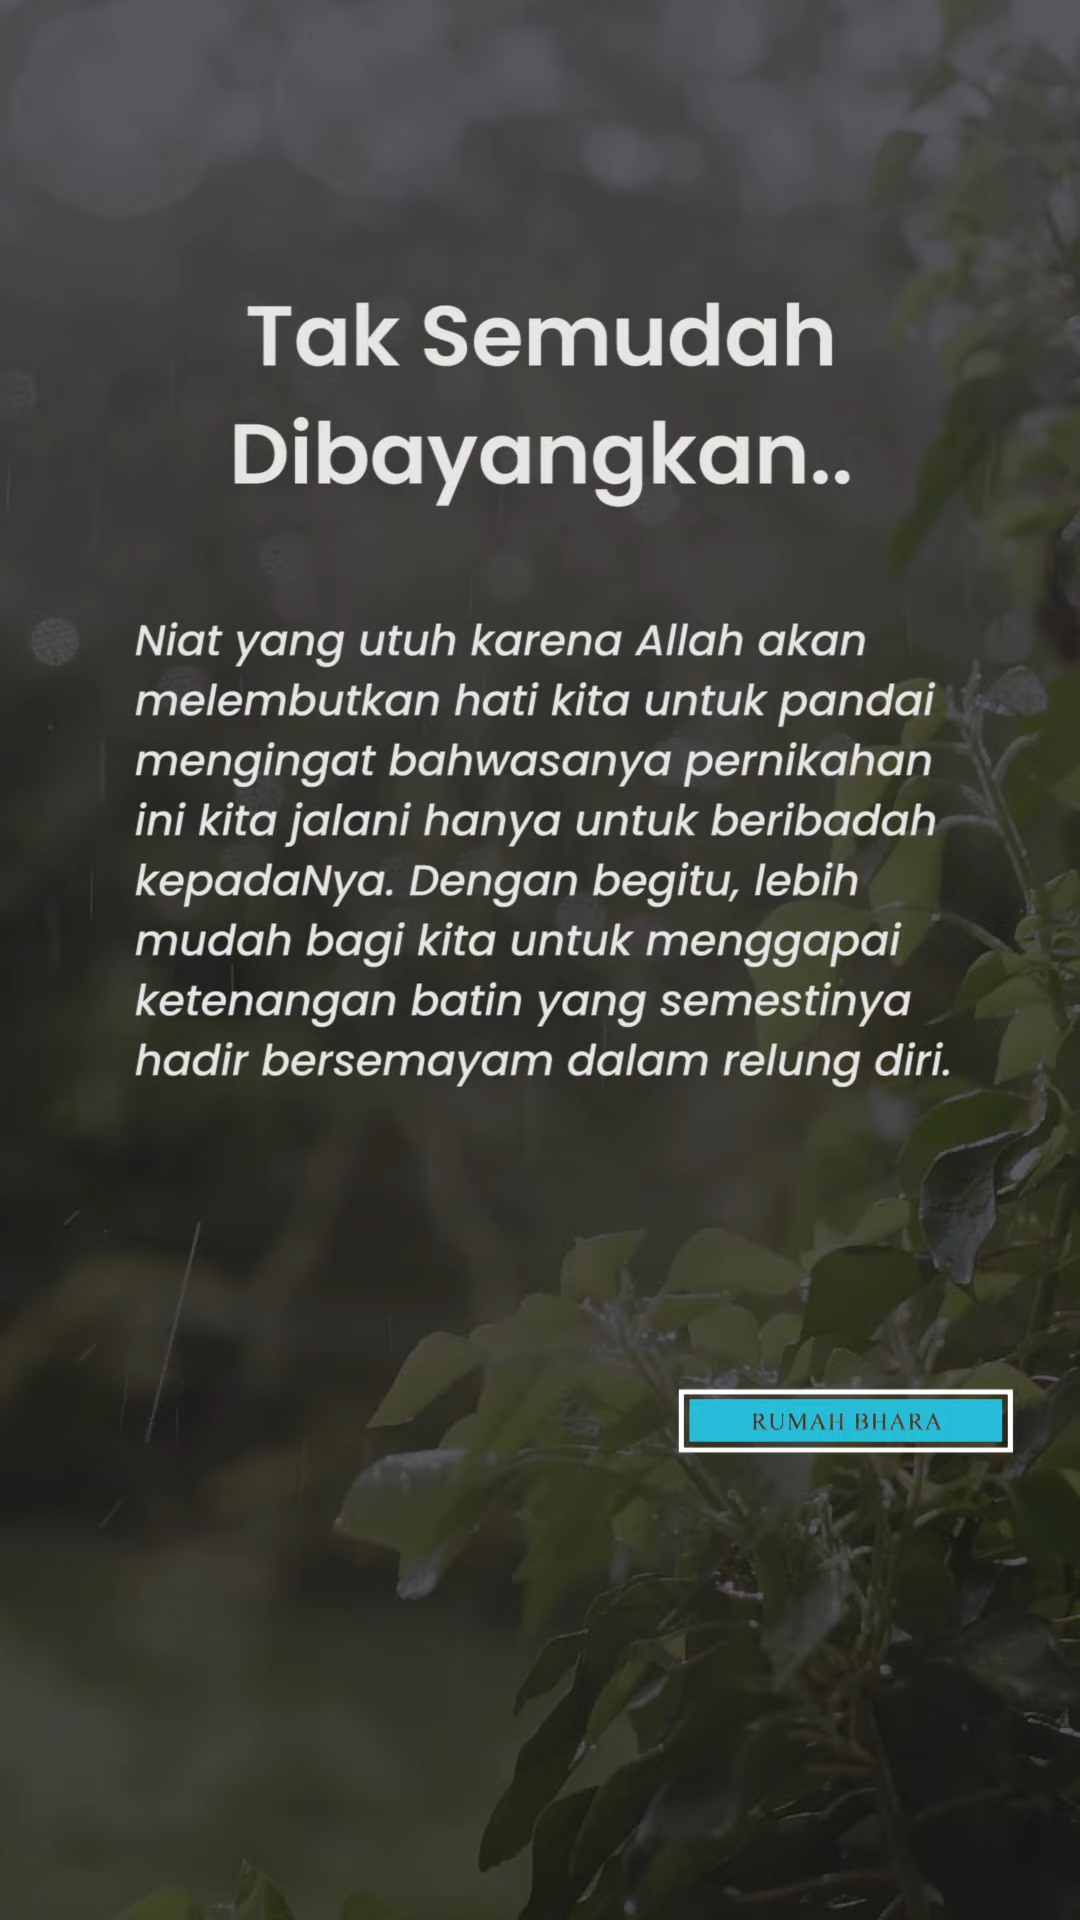 Tak Semudah
Dibayangkan..
Niat yang utuh karena Allah akan
melembutkan hati kita untuk pandai
mengingat bahwasanya pernikahan
ini kita jalani hanya untuk beribadah
kepadaNya. Dengan begitu, lebih
mudah bagi kita untuk menggapai
ketenangan batin yang semestinya
hadir bersemayam dalam relung diri.
RUMAH BHARA